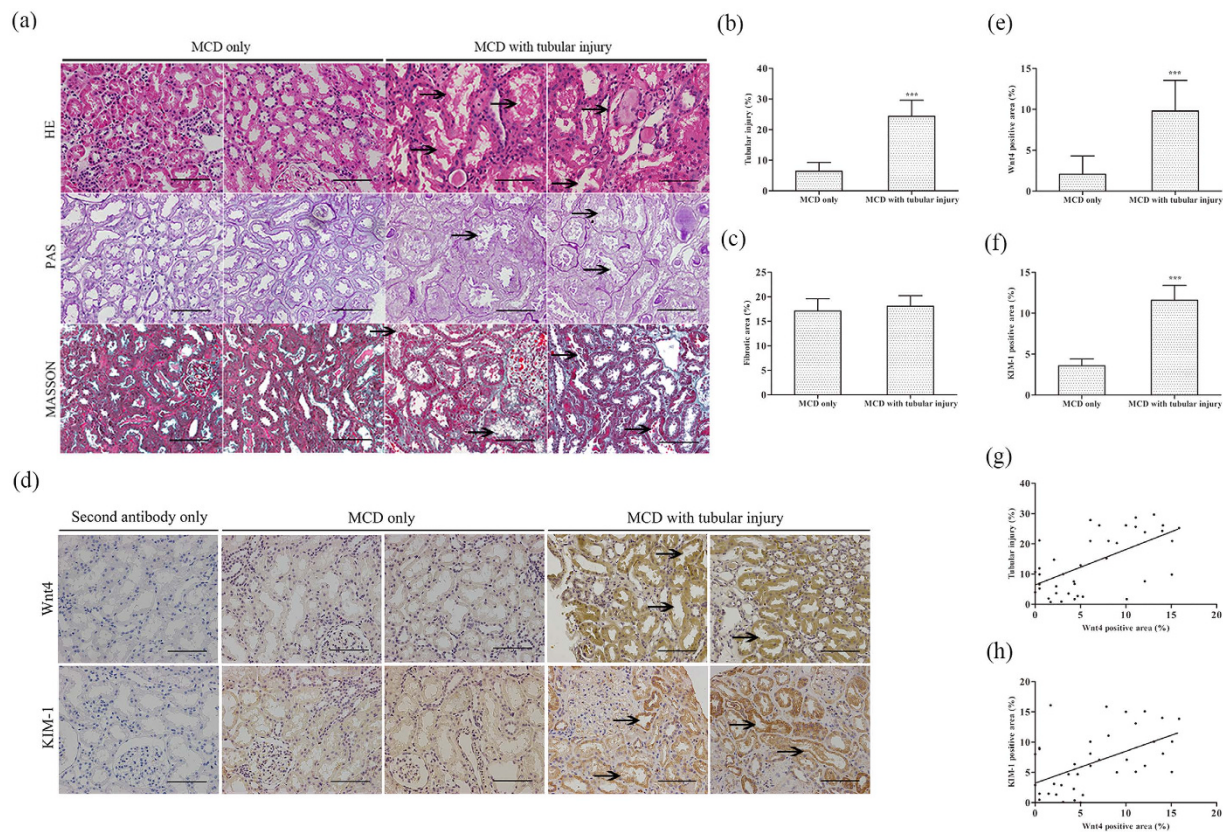 (a)
MCD only
MCD with tubular injury
HE
PAS
MASSON
(b)
Tubular injury (%)
40
30
20
10
0
***
MCD only
MCD with tubular injury
(c)
Fibrotic area (%)
25
20
15
10
5
0
MCD only
MCD with tubular injury
(d)
Second antibody only
MCD only
MCD with tubular injury
Wnt4
KIM-1
(e)
Wnt4 positive area (%)
15
10
5
0
***
MCD only
MCD with tubular injury
(f)
KIM-1 positive area (%)
15
10
5
0
***
MCD only
MCD with tubular injury
(g)
Tubular injury (%)
40
30
20
10
0
0
5
10
15
20
Wnt4 positive area (%)
(h)
KIM-1 positive area (%)
20
15
10
5
0
0
5
10
15
20
Wnt4 positive area (%)